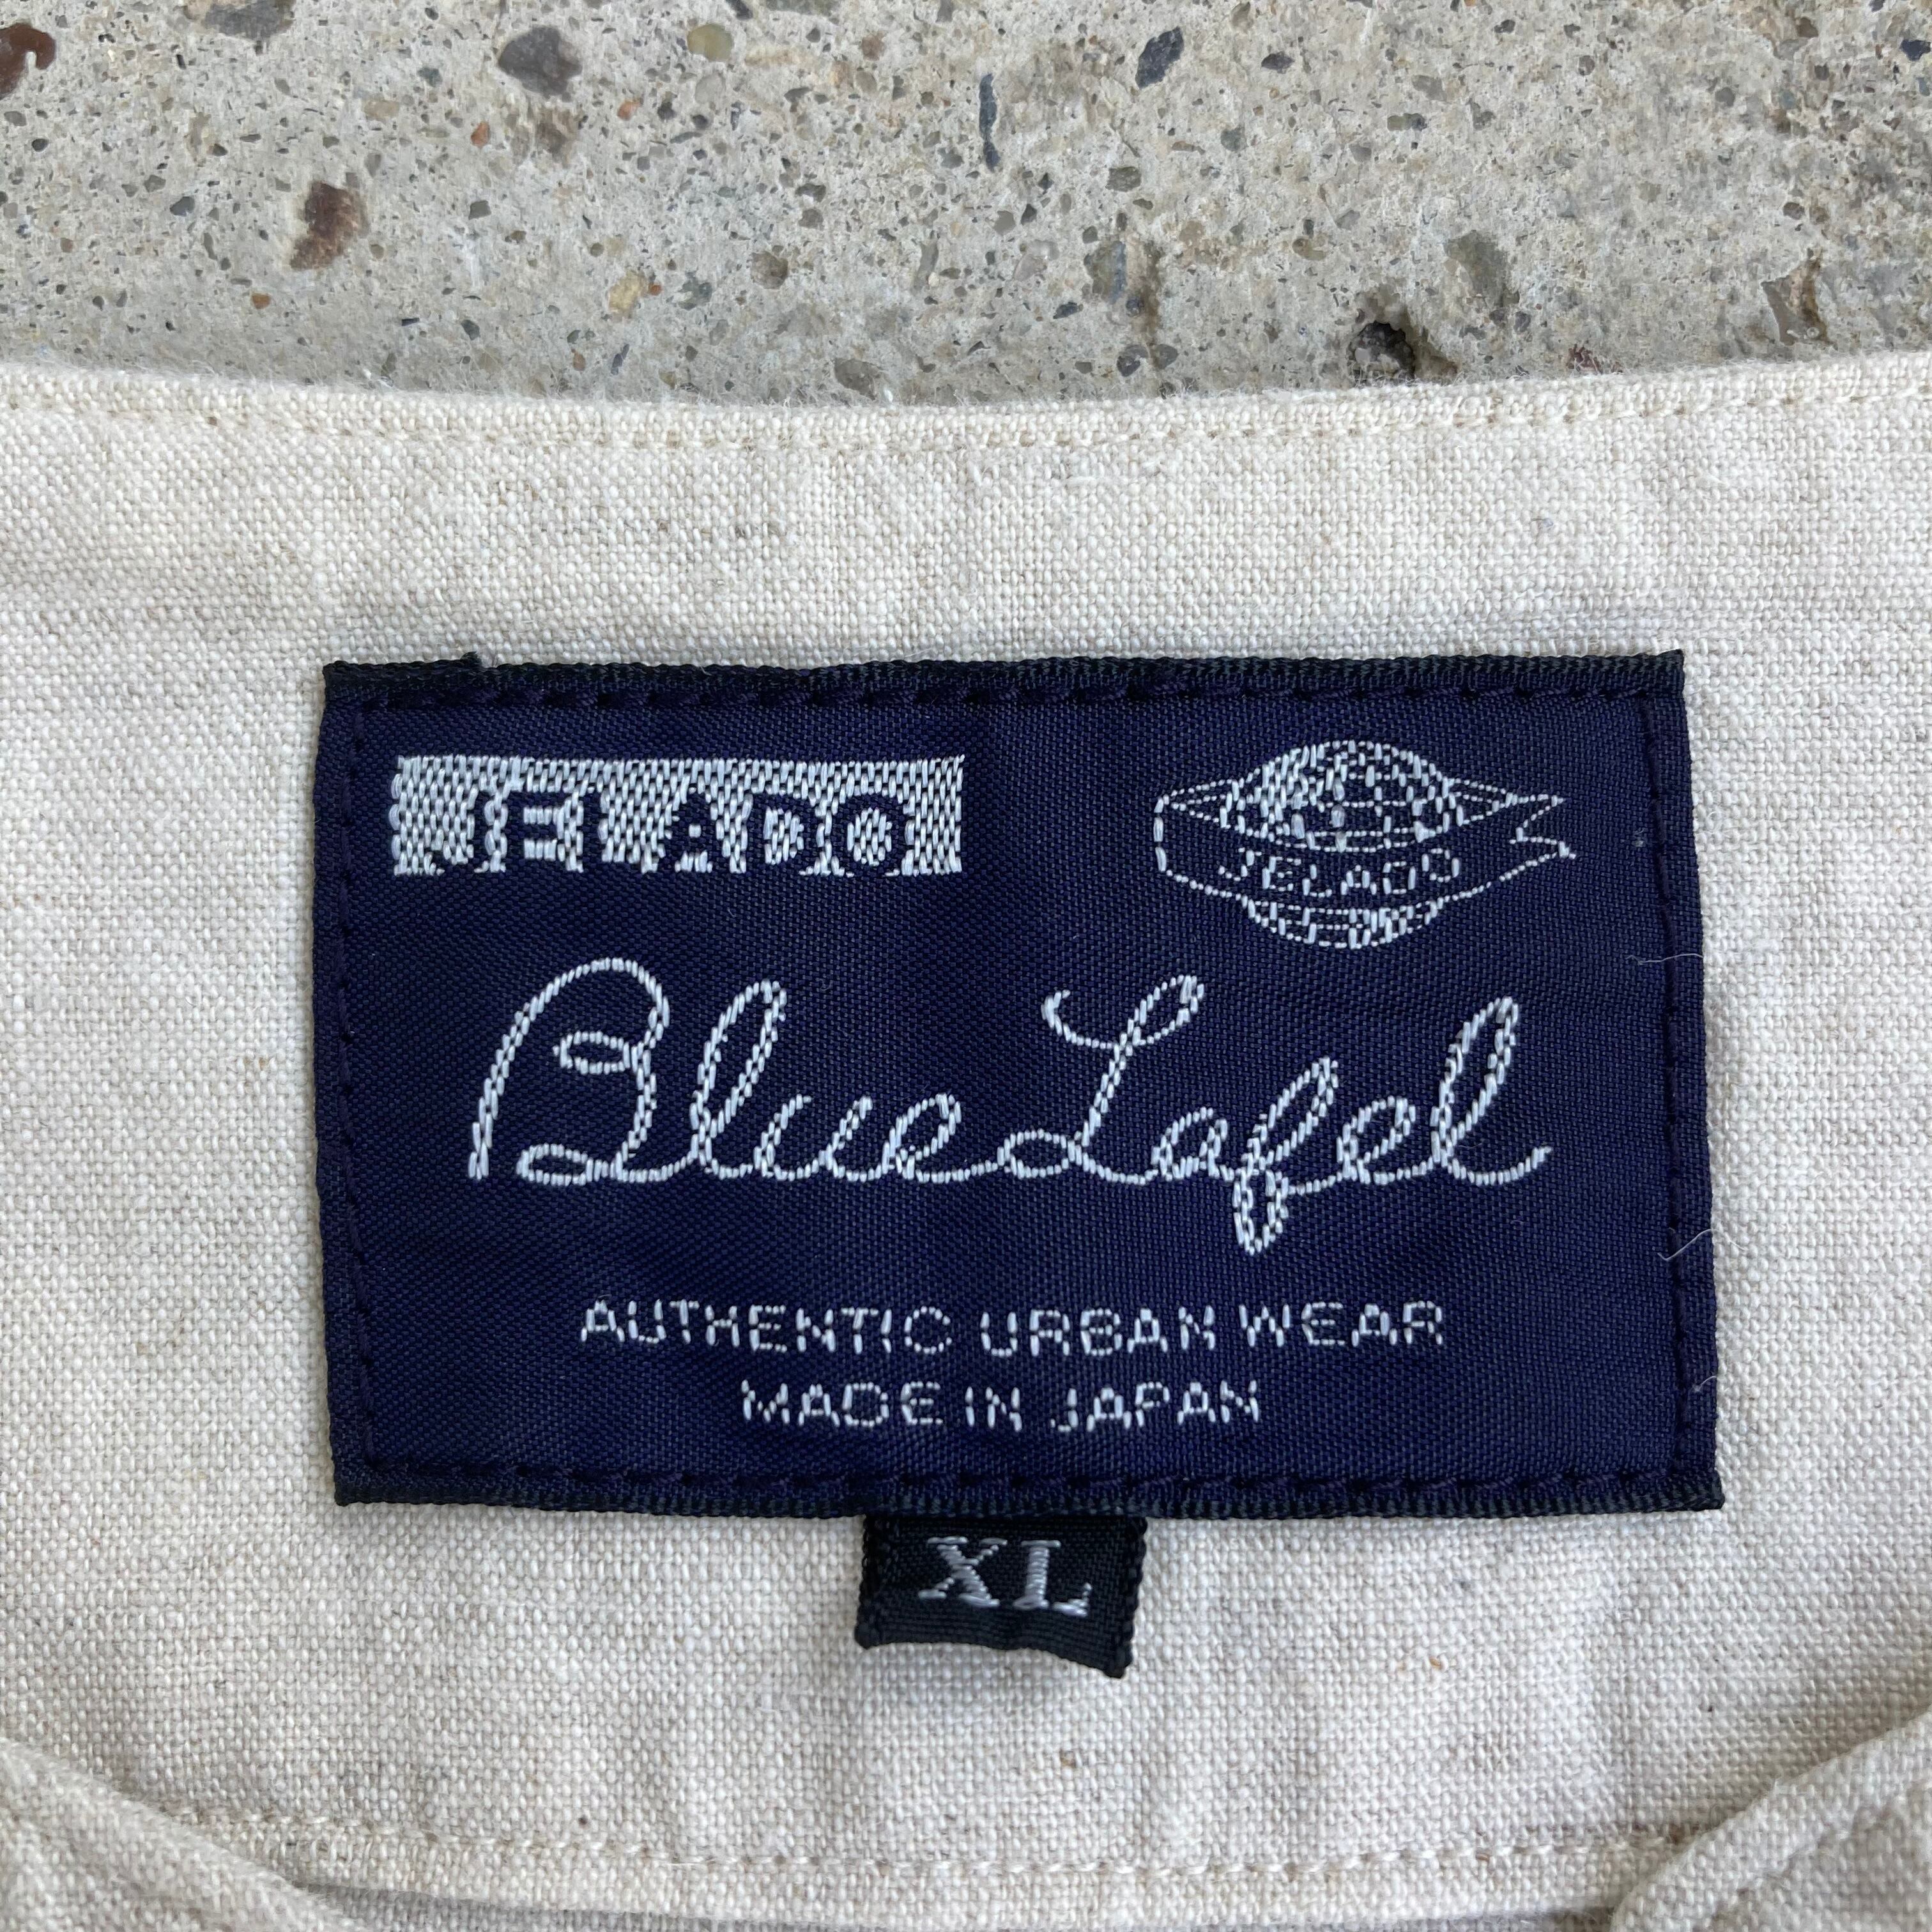 JELADO
JELADO
Blue Lafel
AUTHENTIC URBAN WEAR
MADE IN JAPAN
XL